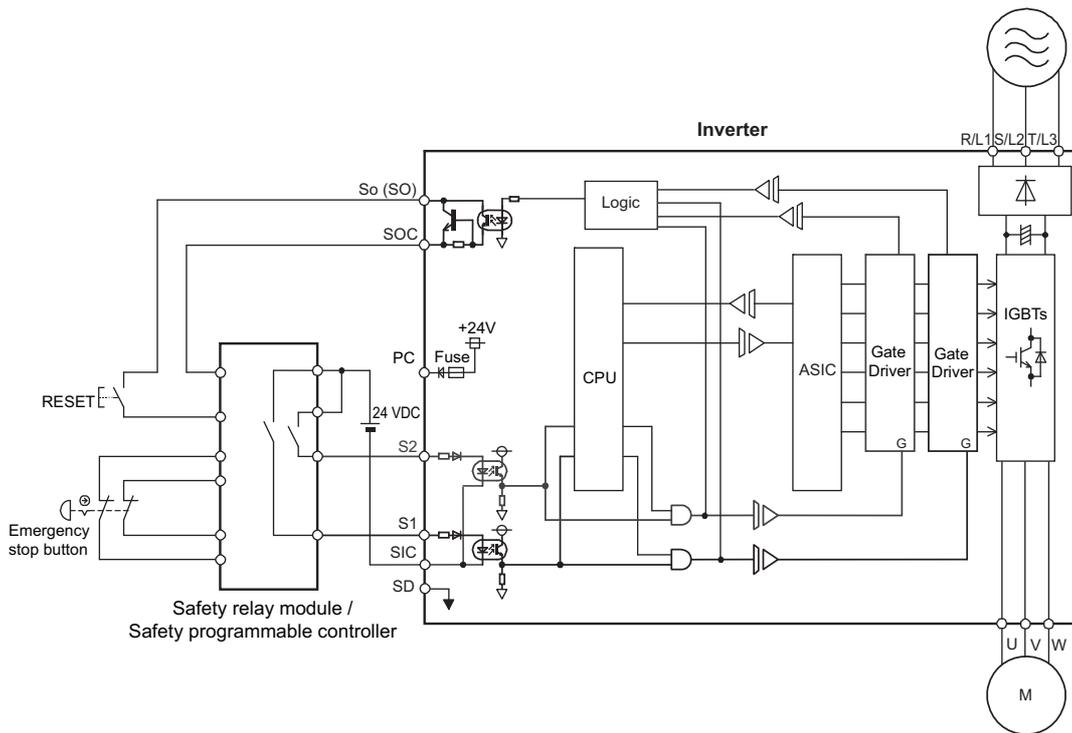 Inverter
R/L1 S/L2 T/L3
So (SO)
SOC
Logic
+24V
PC
Fuse
CPU
ASIC
Gate
Driver
G
Gate
Driver
G
IGBTs
RESET
24 VDC
S2
S1
SIC
SD
Emergency
stop button
Safety relay module /
Safety programmable controller
U V W
M